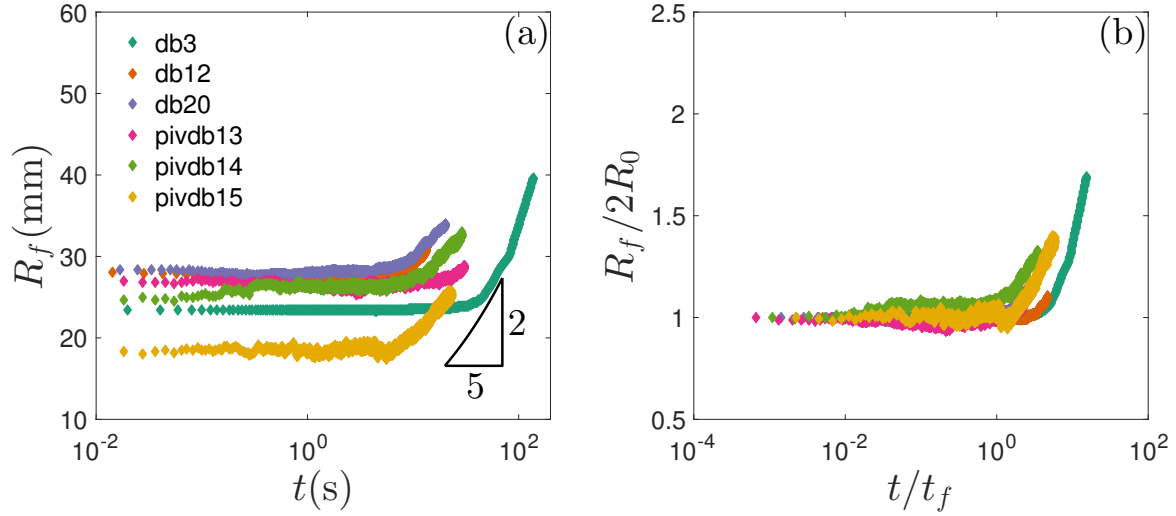 (a)
60
50
40
30
20
10
R_f(mm)
db3
db12
db20
pivdb13
pivdb14
pivdb15
2
5
10^-2
10^0
10^2
t(s)
(b)
2.5
2
1.5
1
0.5
R_f/2R_0
10^-4
10^-2
10^0
10^2
t/t_f